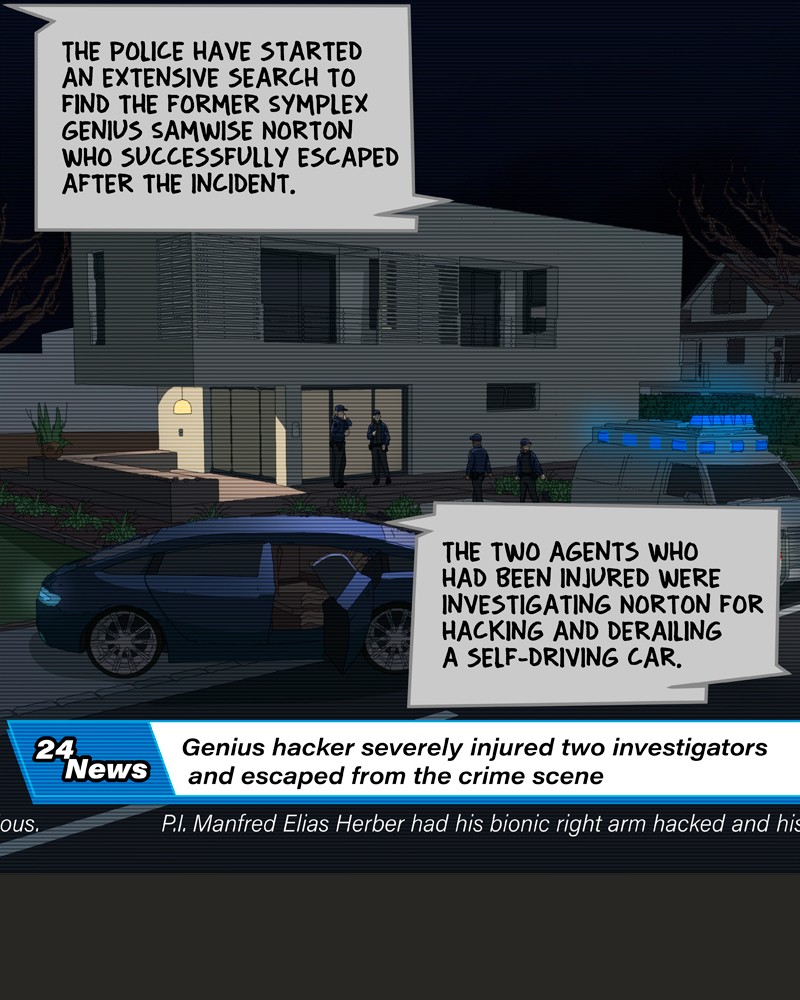 THE POLICE HAVE STARTED
AN EXTENSIVE SEARCH TO
FIND THE FORMER SYMPLEX
GENIUS SAMWISE NORTON
WHO SUCCESSFULLY ESCAPED
AFTER THE INCIDENT.
THE TWO AGENTS WHO
HAD BEEN INJURED WERE
INVESTIGATING NORTON FOR
HACKING AND DERAILING
A SELF-DRIVING CAR.
24
News
Genius hacker severely injured two investigators
and escaped from the crime scene
ous. P.I. Manfred Elias Herber had his bionic right arm hacked and his